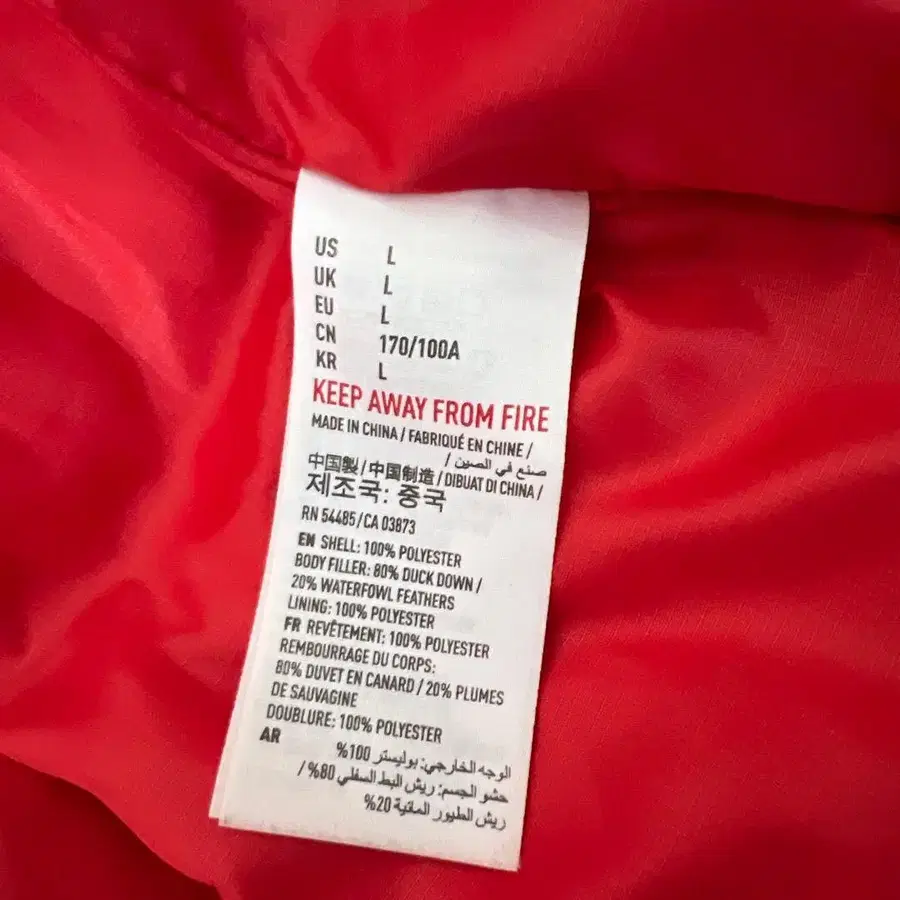 US L
UK L
EU L
CN 170/100A
KR L
KEEP AWAY FROM FIRE
MADE IN CHINA / FABRIQUÉ EN CHINE /
صنع في الصين /
中国製 / 中国制造 / DIBUAT DI CHINA /
제조국: 중국
RN 54485 / CA 03873
EN SHELL: 100% POLYESTER
BODY FILLER: 80% DUCK DOWN /
20% WATERFOWL FEATHERS
LINING: 100% POLYESTER
FR REVÊTEMENT: 100% POLYESTER
REMBOURRAGE DU CORPS:
80% DUVET EN CANARD / 20% PLUMES
DE SAUVAGINE
DOUBLURE: 100% POLYESTER
AR
الوجه الخارجي: بوليستر 100%
حشو الجسم: ريش البط السفلي 80% /
ريش الطيور المائية 20%